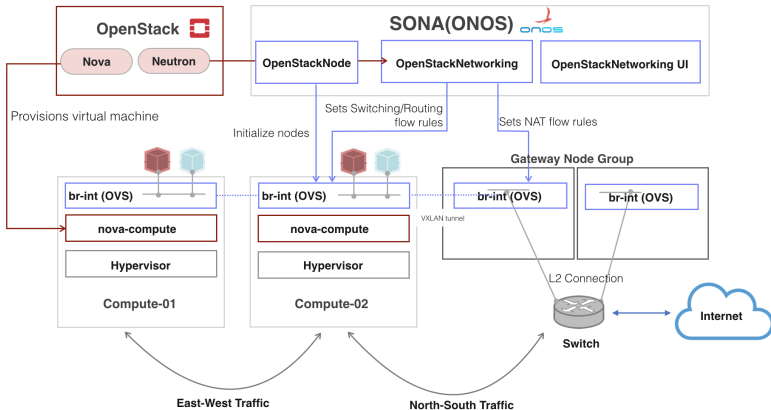 OpenStack
SONA(ONOS)
onos
Nova
Neutron
OpenStackNode
OpenStackNetworking
OpenStackNetworking UI
Provisions virtual machine
Initialize nodes
Sets Switching/Routing
flow rules
Sets NAT flow rules
Gateway Node Group
br-int (OVS)
br-int (OVS)
br-int (OVS)
br-int (OVS)
VXLAN tunnel
nova-compute
nova-compute
Hypervisor
Hypervisor
L2 Connection
Compute-01
Compute-02
Switch
Internet
East-West Traffic
North-South Traffic